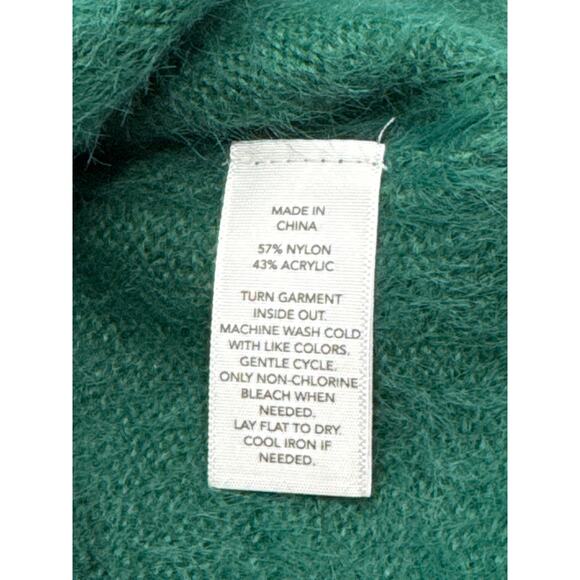 MADE IN
CHINA
57% NYLON
43% ACRYLIC
TURN GARMENT
INSIDE OUT.
MACHINE WASH COLD
WITH LIKE COLORS.
GENTLE CYCLE.
ONLY NON-CHLORINE
BLEACH WHEN
NEEDED.
LAY FLAT TO DRY.
COOL IRON IF
NEEDED.